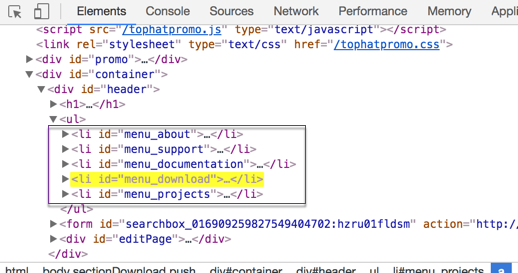 Elements Console Sources Network Performance Memory Appli
<script src="/tophatpromo.js" type="text/javascript"></script>
<link rel="stylesheet" type="text/css" href="/tophatpromo.css">
▶<div id="promo">…</div>
▼<div id="container">
▼<div id="header">
▶<h1>…</h1>
▼<ul>
▶<li id="menu_about">…</li>
▶<li id="menu_support">…</li>
▶<li id="menu_documentation">…</li>
▶<li id="menu_download">…</li>
▶<li id="menu_projects">…</li>
</ul>
▶<form id="searchbox_016909259827549404702:hzru01fldsm" action="http:/
▶<div id="editPage">…</div>
</div>
html body.sectionDownload.push div#container div#header ul li#menu_projects a